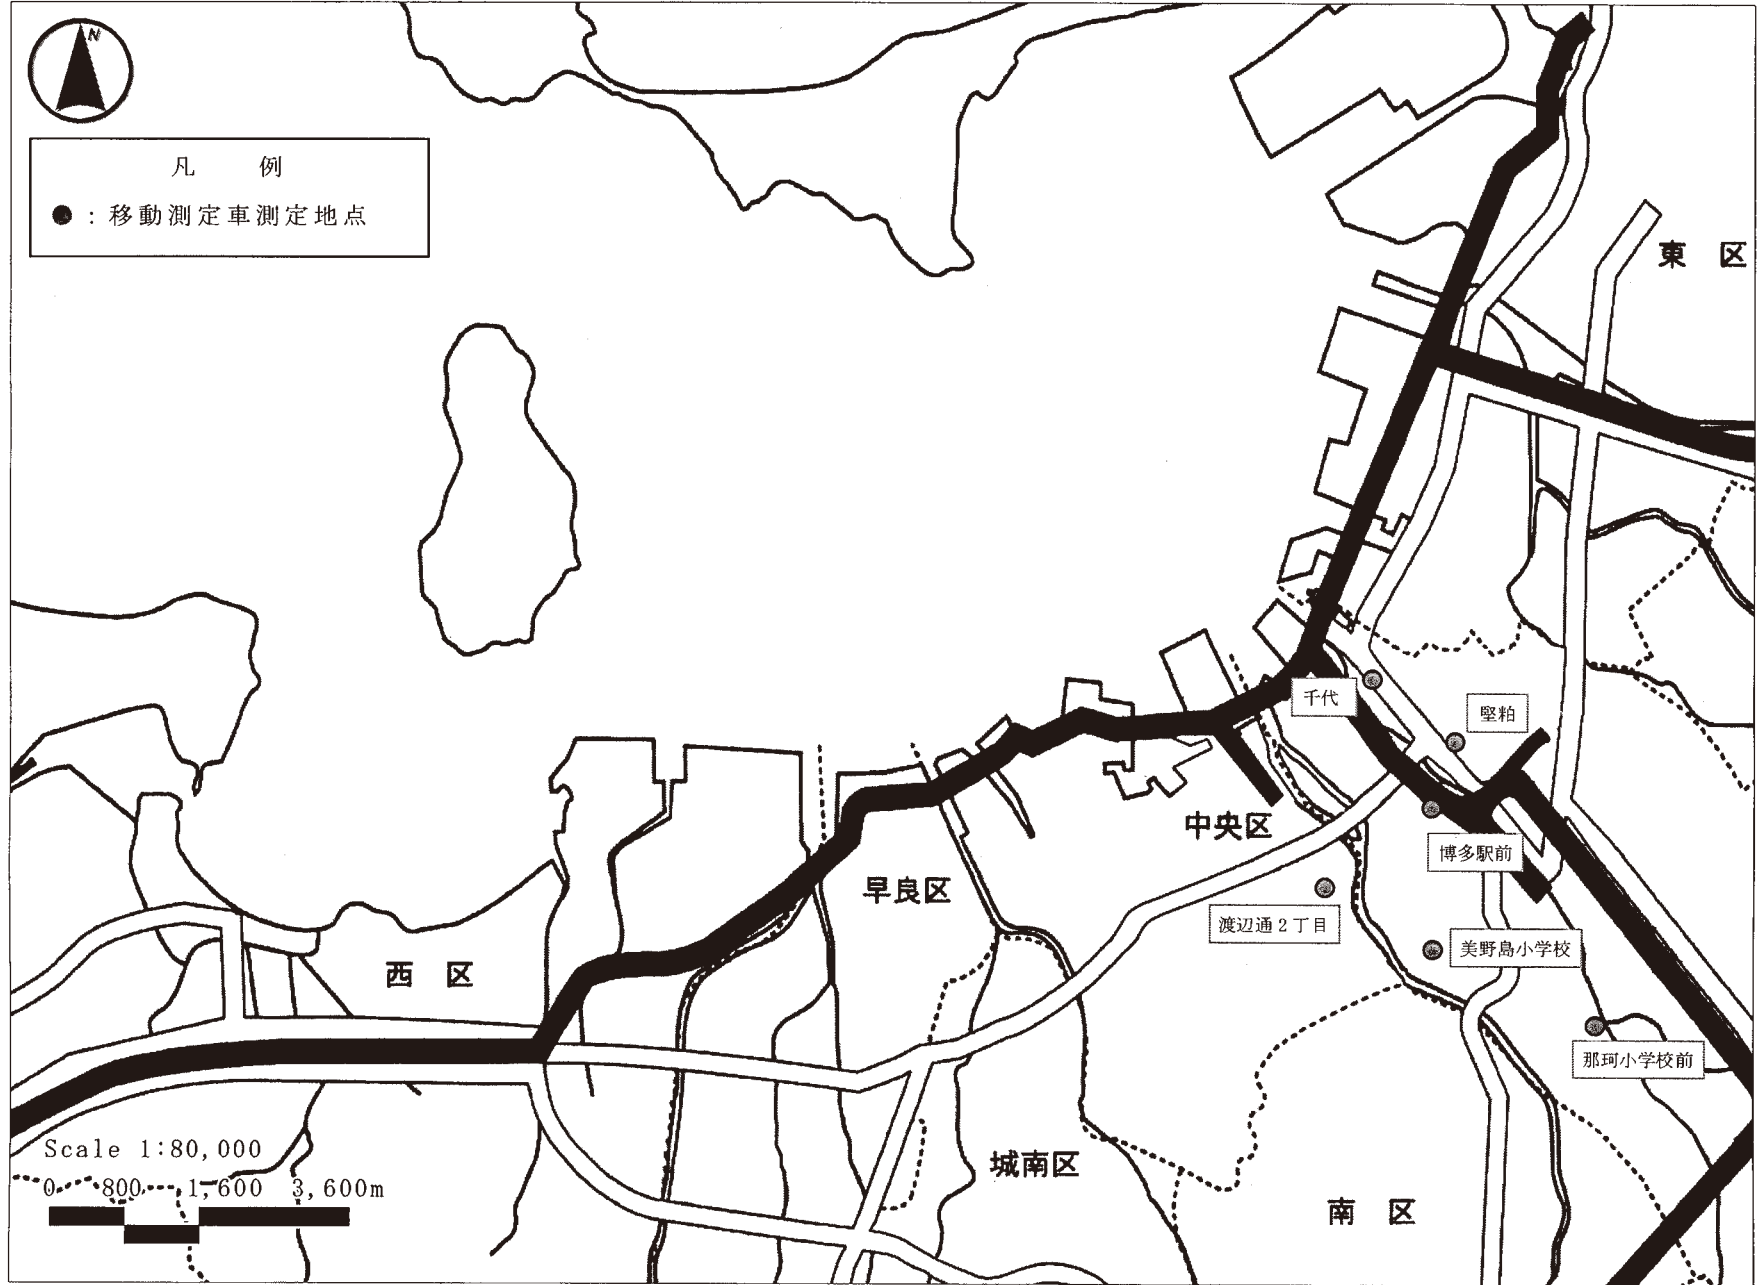 N
凡 例
●：移動測定車測定地点
東 区
千代
堅粕
中央区
博多駅前
早良区
渡辺通２丁目
美野島小学校
西 区
那珂小学校前
Scale 1:80,000
0 800 1,600 3,600m
城南区
南 区